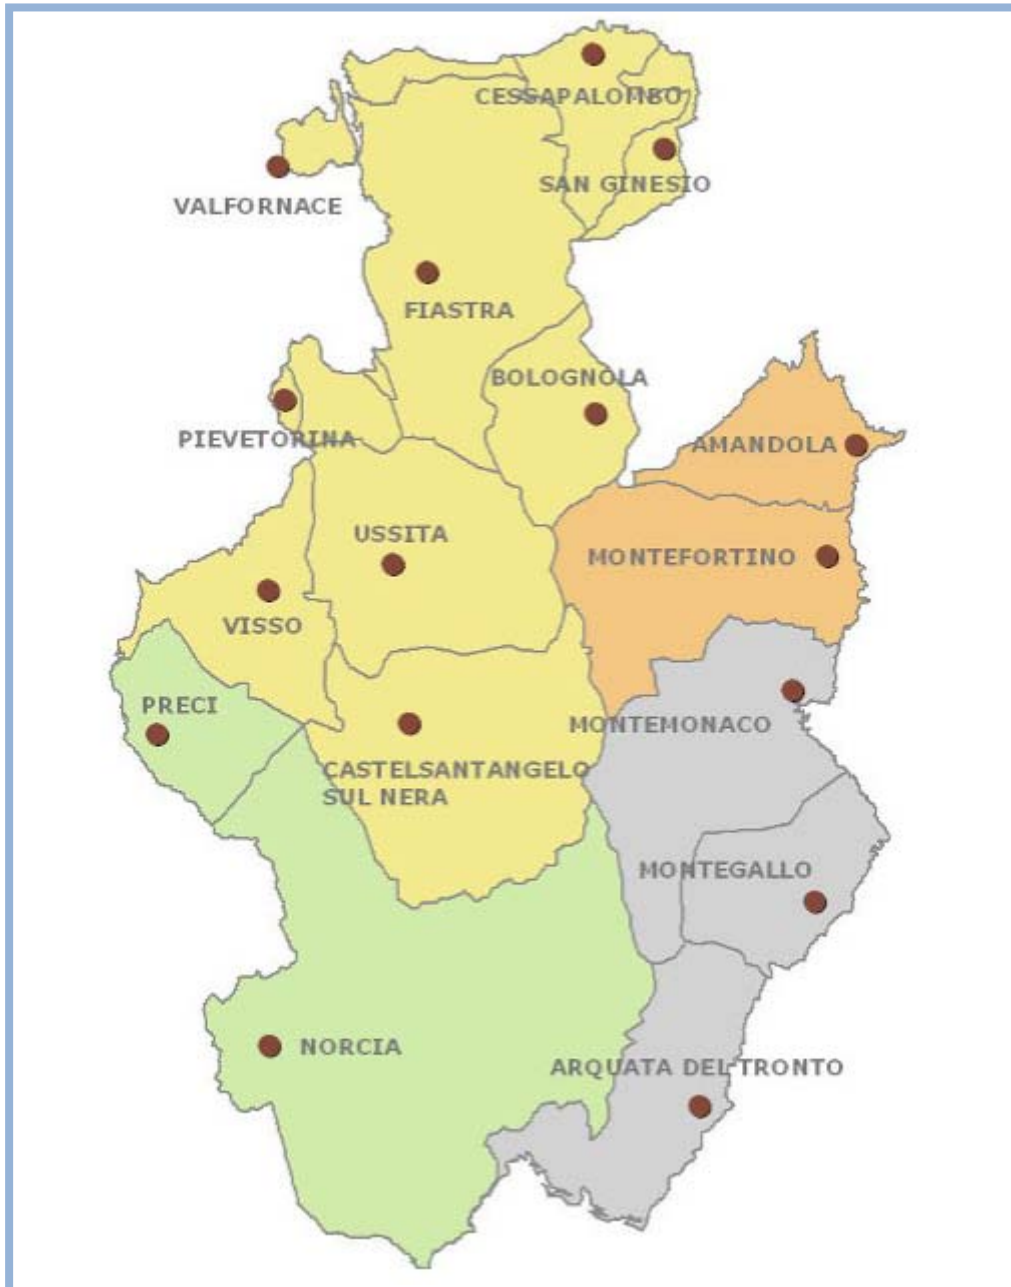 CESSAPALOMBO
SAN GINESIO
VALFORNACE
FIASTRA
BOLOGNOLA
PIEVETORINA
AMANDOLA
USSITA
MONTEFORTINO
VISSO
PRECI
MONTEMONACO
CASTELSANTANGELO
SUL NERA
MONTEGALLO
NORCIA
ARQUATA DEL TRONTO